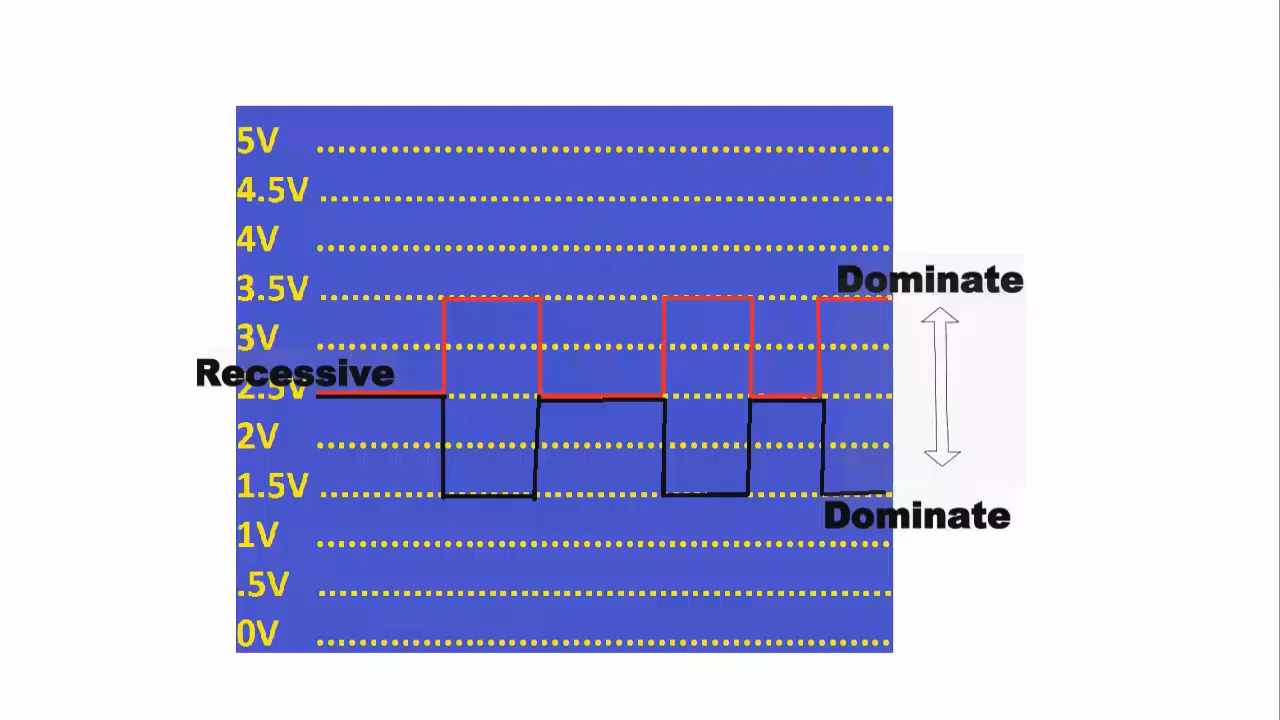 5V
4.5V
4V
3.5V
Dominate
3V
Recessive
2.5V
2V
1.5V
Dominate
1V
.5V
0V